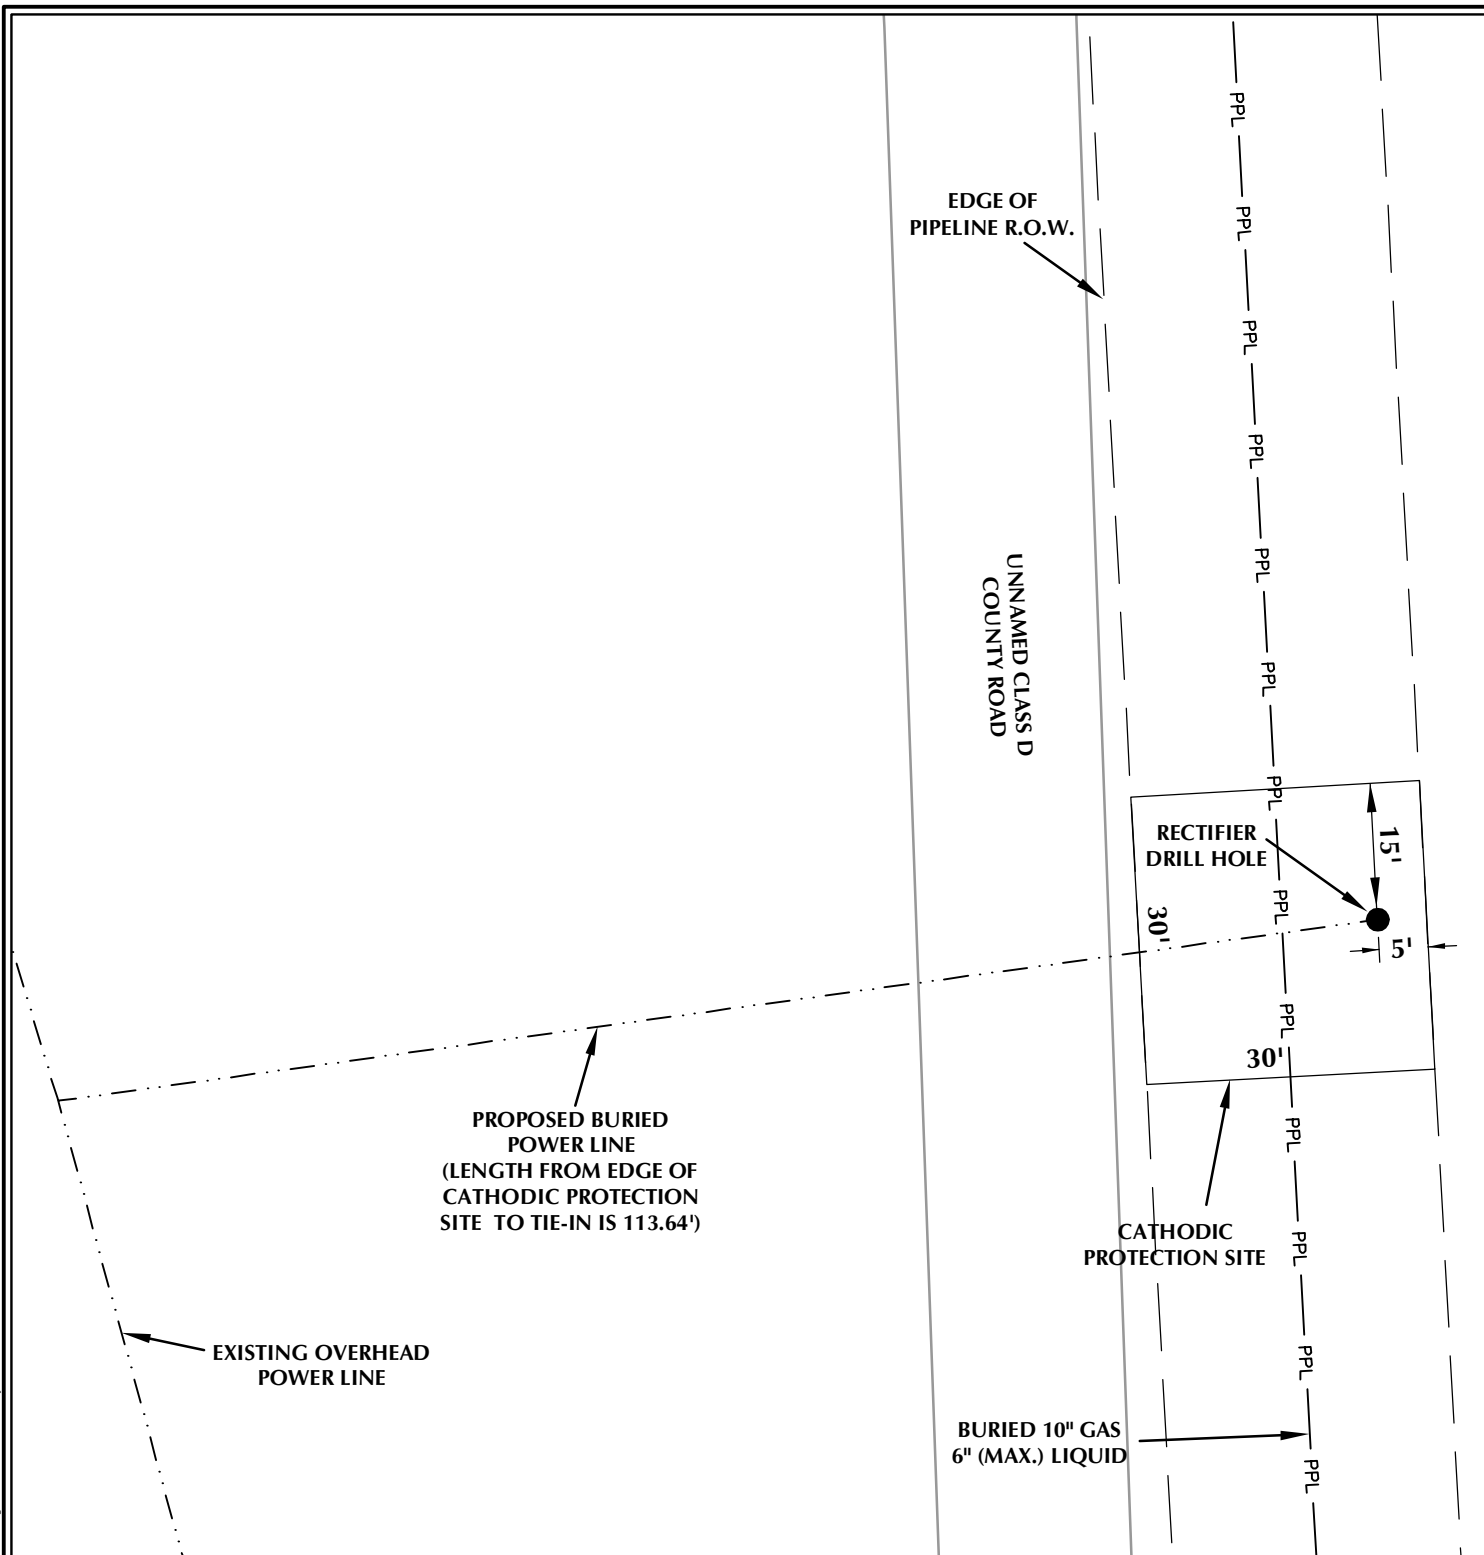 PPL
EDGE OF
PIPELINE R.O.W.
PPL
PPL
PPL
PPL
UNNAMED CLASS D
COUNTY ROAD
PPL
PPL
RECTIFIER
DRILL HOLE
15'
30'
PPL
5'
PPL
30'
PROPOSED BURIED
POWER LINE
(LENGTH FROM EDGE OF
CATHODIC PROTECTION
SITE TO TIE-IN IS 113.64')
PPL
CATHODIC
PROTECTION SITE
PPL
EXISTING OVERHEAD
POWER LINE
PPL
BURIED 10" GAS
6" (MAX.) LIQUID
PPL